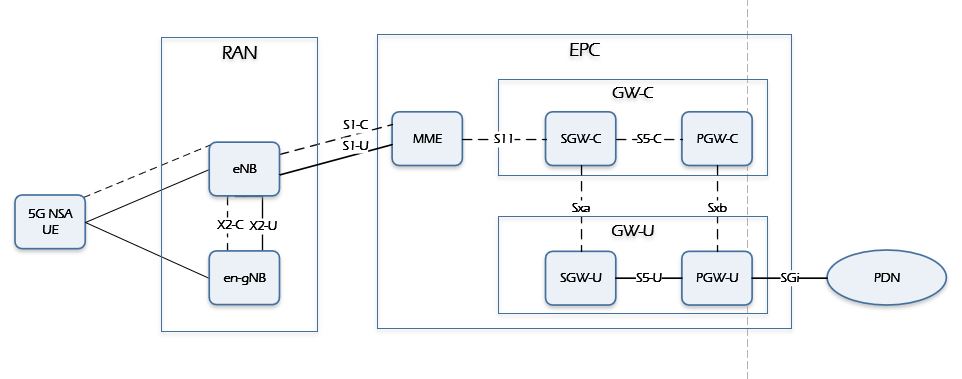 RAN
EPC
GW-C
S1-C
S1-U
MME
S11
SGW-C
S5-C
PGW-C
eNB
5G NSA
UE
X2-C
X2-U
Sxa
Sxb
GW-U
en-gNB
SGW-U
S5-U
PGW-U
SGi
PDN